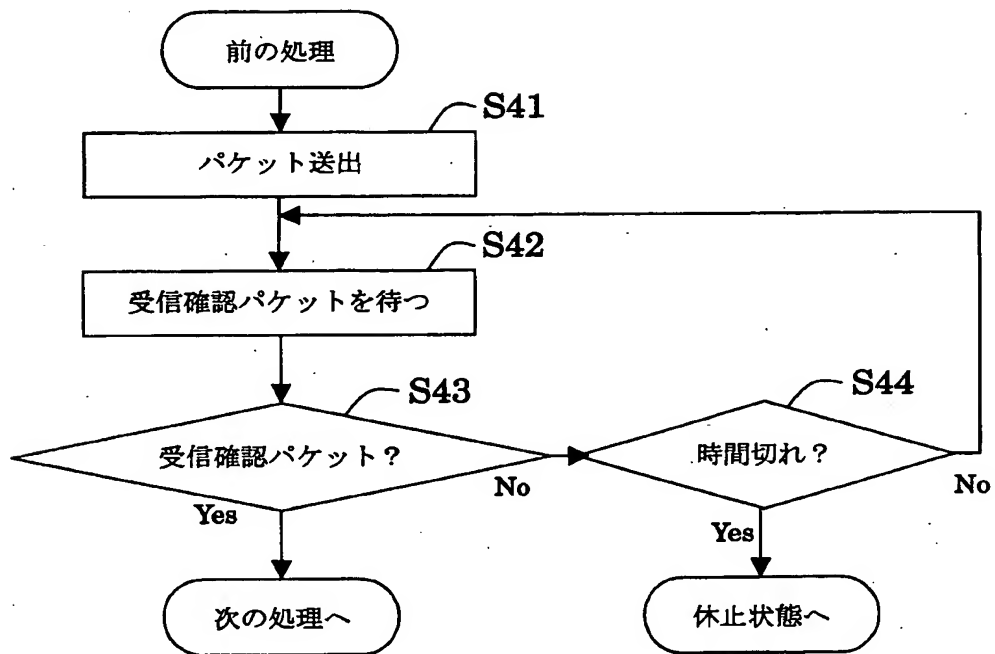 前の処理
S41
パケット送出
S42
受信確認パケットを待つ
S43
受信確認パケット？
No
Yes
S44
時間切れ？
No
Yes
次の処理へ
休止状態へ